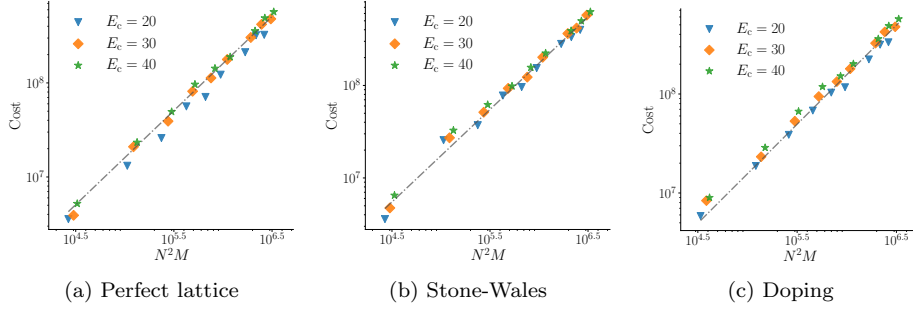 E_c = 20
E_c = 30
E_c = 40
10^8
10^7
Cost
10^4.5
10^5.5
10^6.5
N^2M
(a) Perfect lattice
E_c = 20
E_c = 30
E_c = 40
10^8
10^7
Cost
10^4.5
10^5.5
10^6.5
N^2M
(b) Stone-Wales
E_c = 20
E_c = 30
E_c = 40
10^8
10^7
Cost
10^4.5
10^5.5
10^6.5
N^2M
(c) Doping